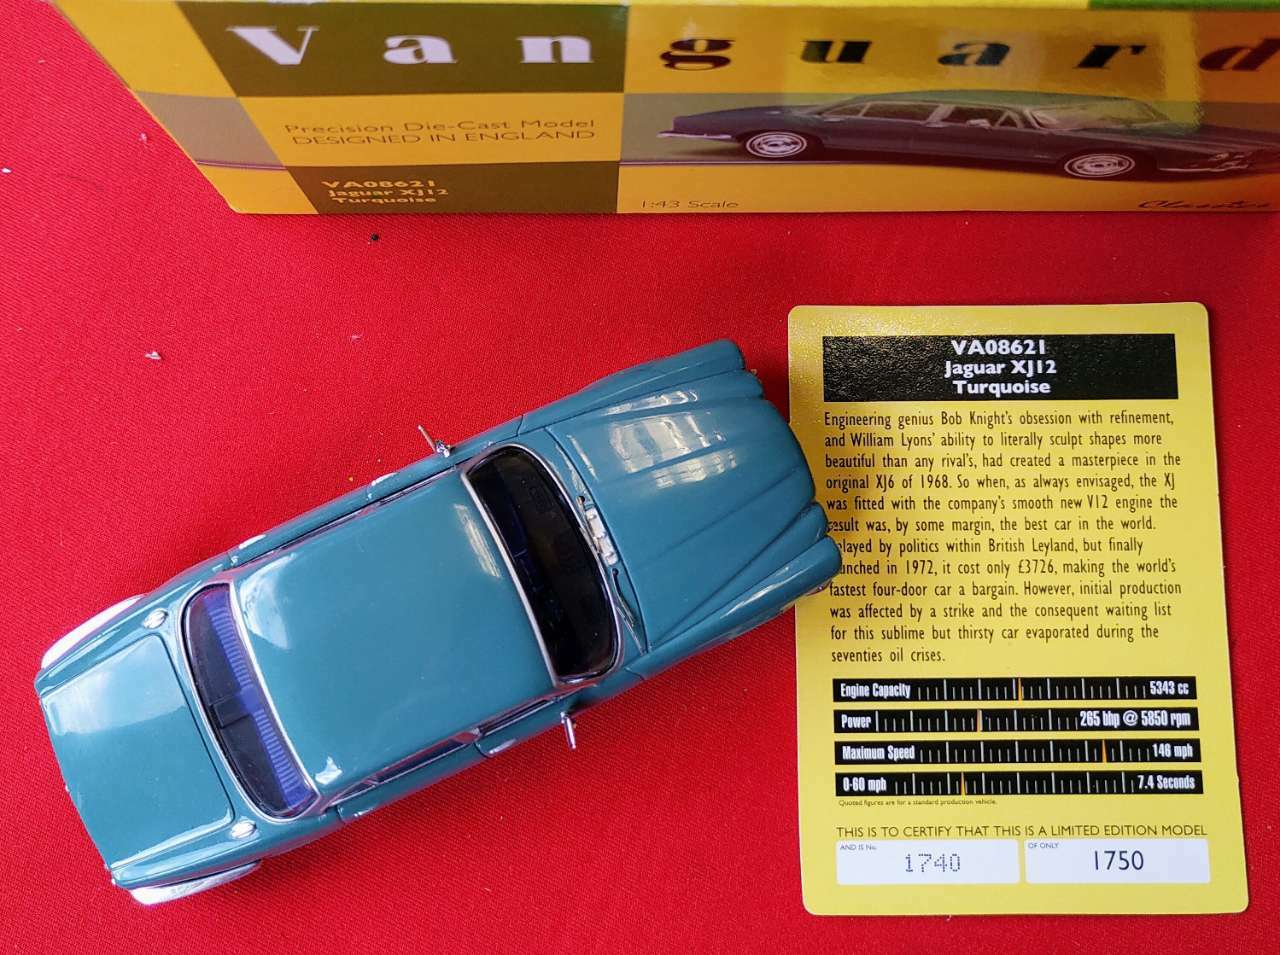 Vanguard
Precision Die-Cast Model
DESIGNED IN ENGLAND
VA08621
Jaguar XJ12
Turquoise
1:43 Scale
VA08621
Jaguar XJ12
Turquoise
Engineering genius Bob Knight's obsession with refinement,
and William Lyons' ability to literally sculpt shapes more
beautiful than any rival's, had created a masterpiece in the
original XJ6 of 1968. So when, as always envisaged, the XJ
was fitted with the company's smooth new V12 engine the
result was, by some margin, the best car in the world.
by politics within British Leyland, but finally
in 1972, it cost only £3726, making the world's
fastest four-door car a bargain. However, initial production
was affected by a strike and the consequent waiting list
for this sublime but thirsty car evaporated during the
seventies oil crises.
Engine Capacity 5343 cc
Power 265 bhp @ 5850 rpm
Maximum Speed 146 mph
0-60 mph 7.4 Seconds
Quoted figures are for a standard production vehicle.
THIS IS TO CERTIFY THAT THIS IS A LIMITED EDITION MODEL
AND IS No. 1740 OF ONLY 1750